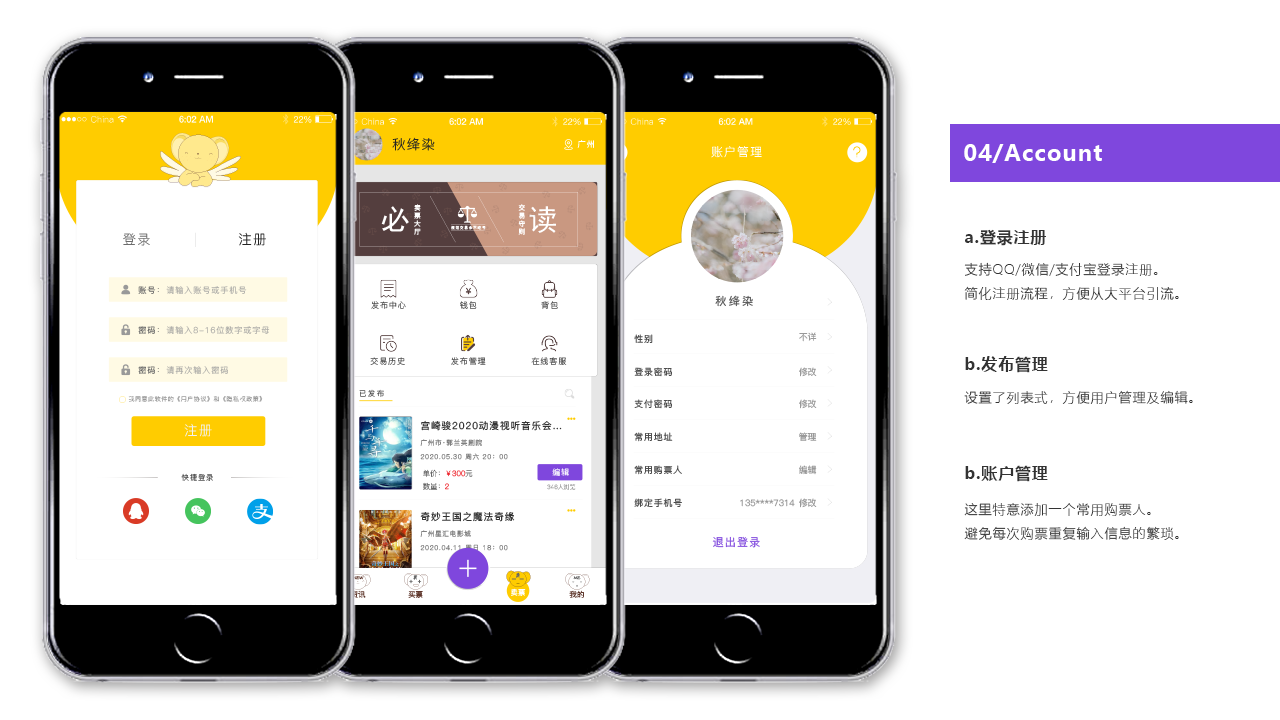 China
6:02 AM
22%
登录
注册
账号: 请输入账号或手机号
密码: 请输入8-16位数字或字母
密码: 请再次输入密码
我同意此软件的《用户协议》和《隐私权政策》
注册
快捷登录
China
6:02 AM
22%
秋绛染
广州
必
卖票大厅
交易守则
读
发布中心
钱包
背包
交易历史
发布管理
在线客服
已发布
宫崎骏2020动漫视听音乐会...
广州市·郭兰英剧院
2020.05.30 周六 20: 00
单价: ¥300元
数量: 2
编辑
346人浏览
奇妙王国之魔法奇缘
广州星汇电影城
2020.04.11 周日 18: 00
资讯
买票
卖票
我的
China
6:02 AM
22%
账户管理
?
秋绛染
性别
不详
登录密码
修改
支付密码
修改
常用地址
管理
常用购票人
编辑
绑定手机号
135****7314 修改
退出登录
04/Account
a.登录注册
支持QQ/微信/支付宝登录注册。
简化注册流程，方便从大平台引流。
b.发布管理
设置了列表式，方便用户管理及编辑。
b.账户管理
这里特意添加一个常用购票人。
避免每次购票重复输入信息的繁琐。